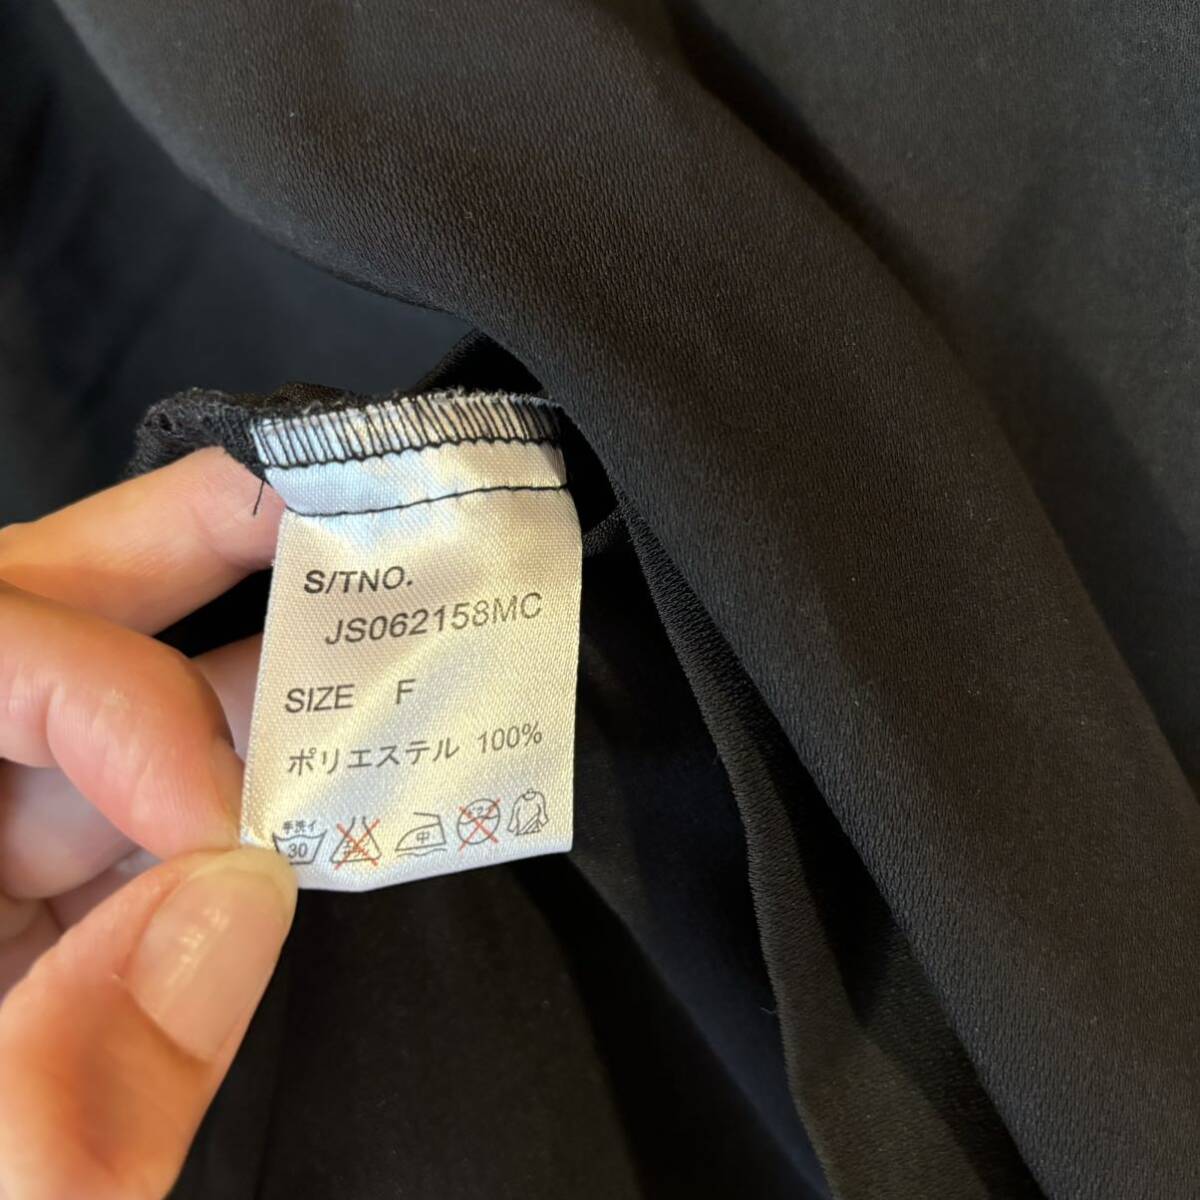 S/TNO.
JS062158MC
SIZE F
ポリエステル 100%
手洗イ
30
中